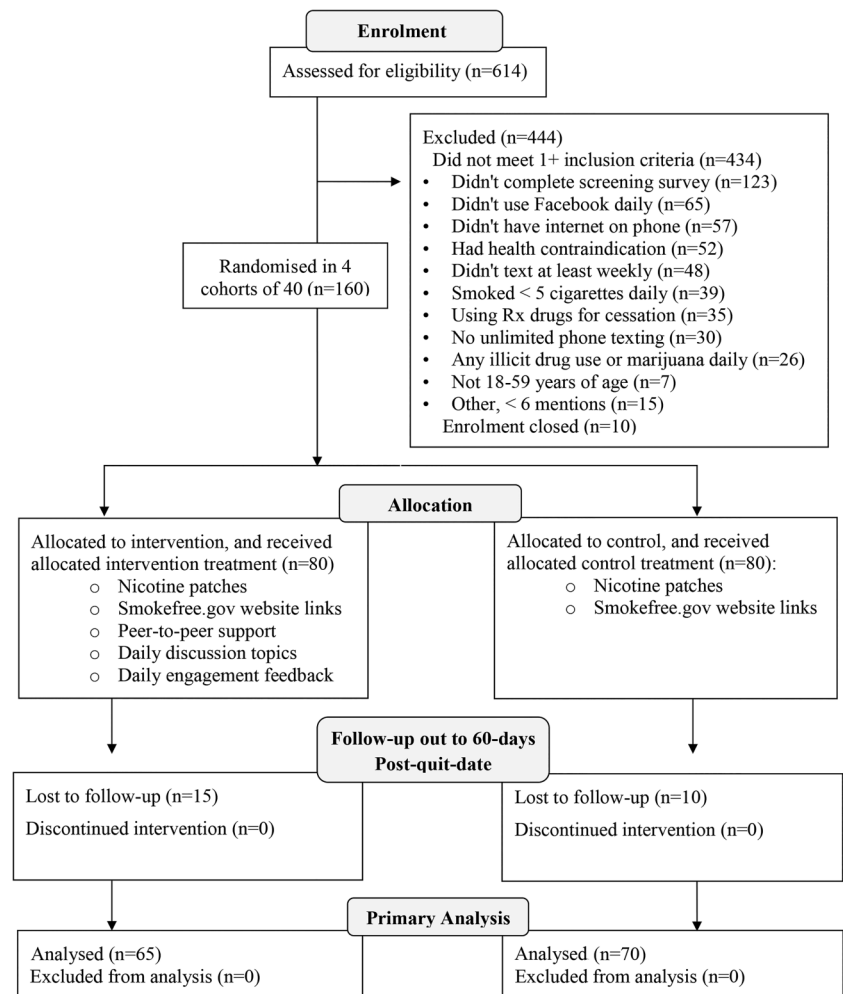 Enrolment
Assessed for eligibility (n=614)
Excluded (n=444)
Did not meet 1+ inclusion criteria (n=434)
• Didn't complete screening survey (n=123)
• Didn't use Facebook daily (n=65)
• Didn't have internet on phone (n=57)
• Had health contraindication (n=52)
• Didn't text at least weekly (n=48)
• Smoked < 5 cigarettes daily (n=39)
• Using Rx drugs for cessation (n=35)
• No unlimited phone texting (n=30)
• Any illicit drug use or marijuana daily (n=26)
• Not 18-59 years of age (n=7)
• Other, < 6 mentions (n=15)
Enrolment closed (n=10)
Randomised in 4
cohorts of 40 (n=160)
Allocation
Allocated to intervention, and received
allocated intervention treatment (n=80)
o Nicotine patches
o Smokefree.gov website links
o Peer-to-peer support
o Daily discussion topics
o Daily engagement feedback
Allocated to control, and received
allocated control treatment (n=80):
o Nicotine patches
o Smokefree.gov website links
Follow-up out to 60-days
Post-quit-date
Lost to follow-up (n=15)
Discontinued intervention (n=0)
Lost to follow-up (n=10)
Discontinued intervention (n=0)
Primary Analysis
Analysed (n=65)
Excluded from analysis (n=0)
Analysed (n=70)
Excluded from analysis (n=0)